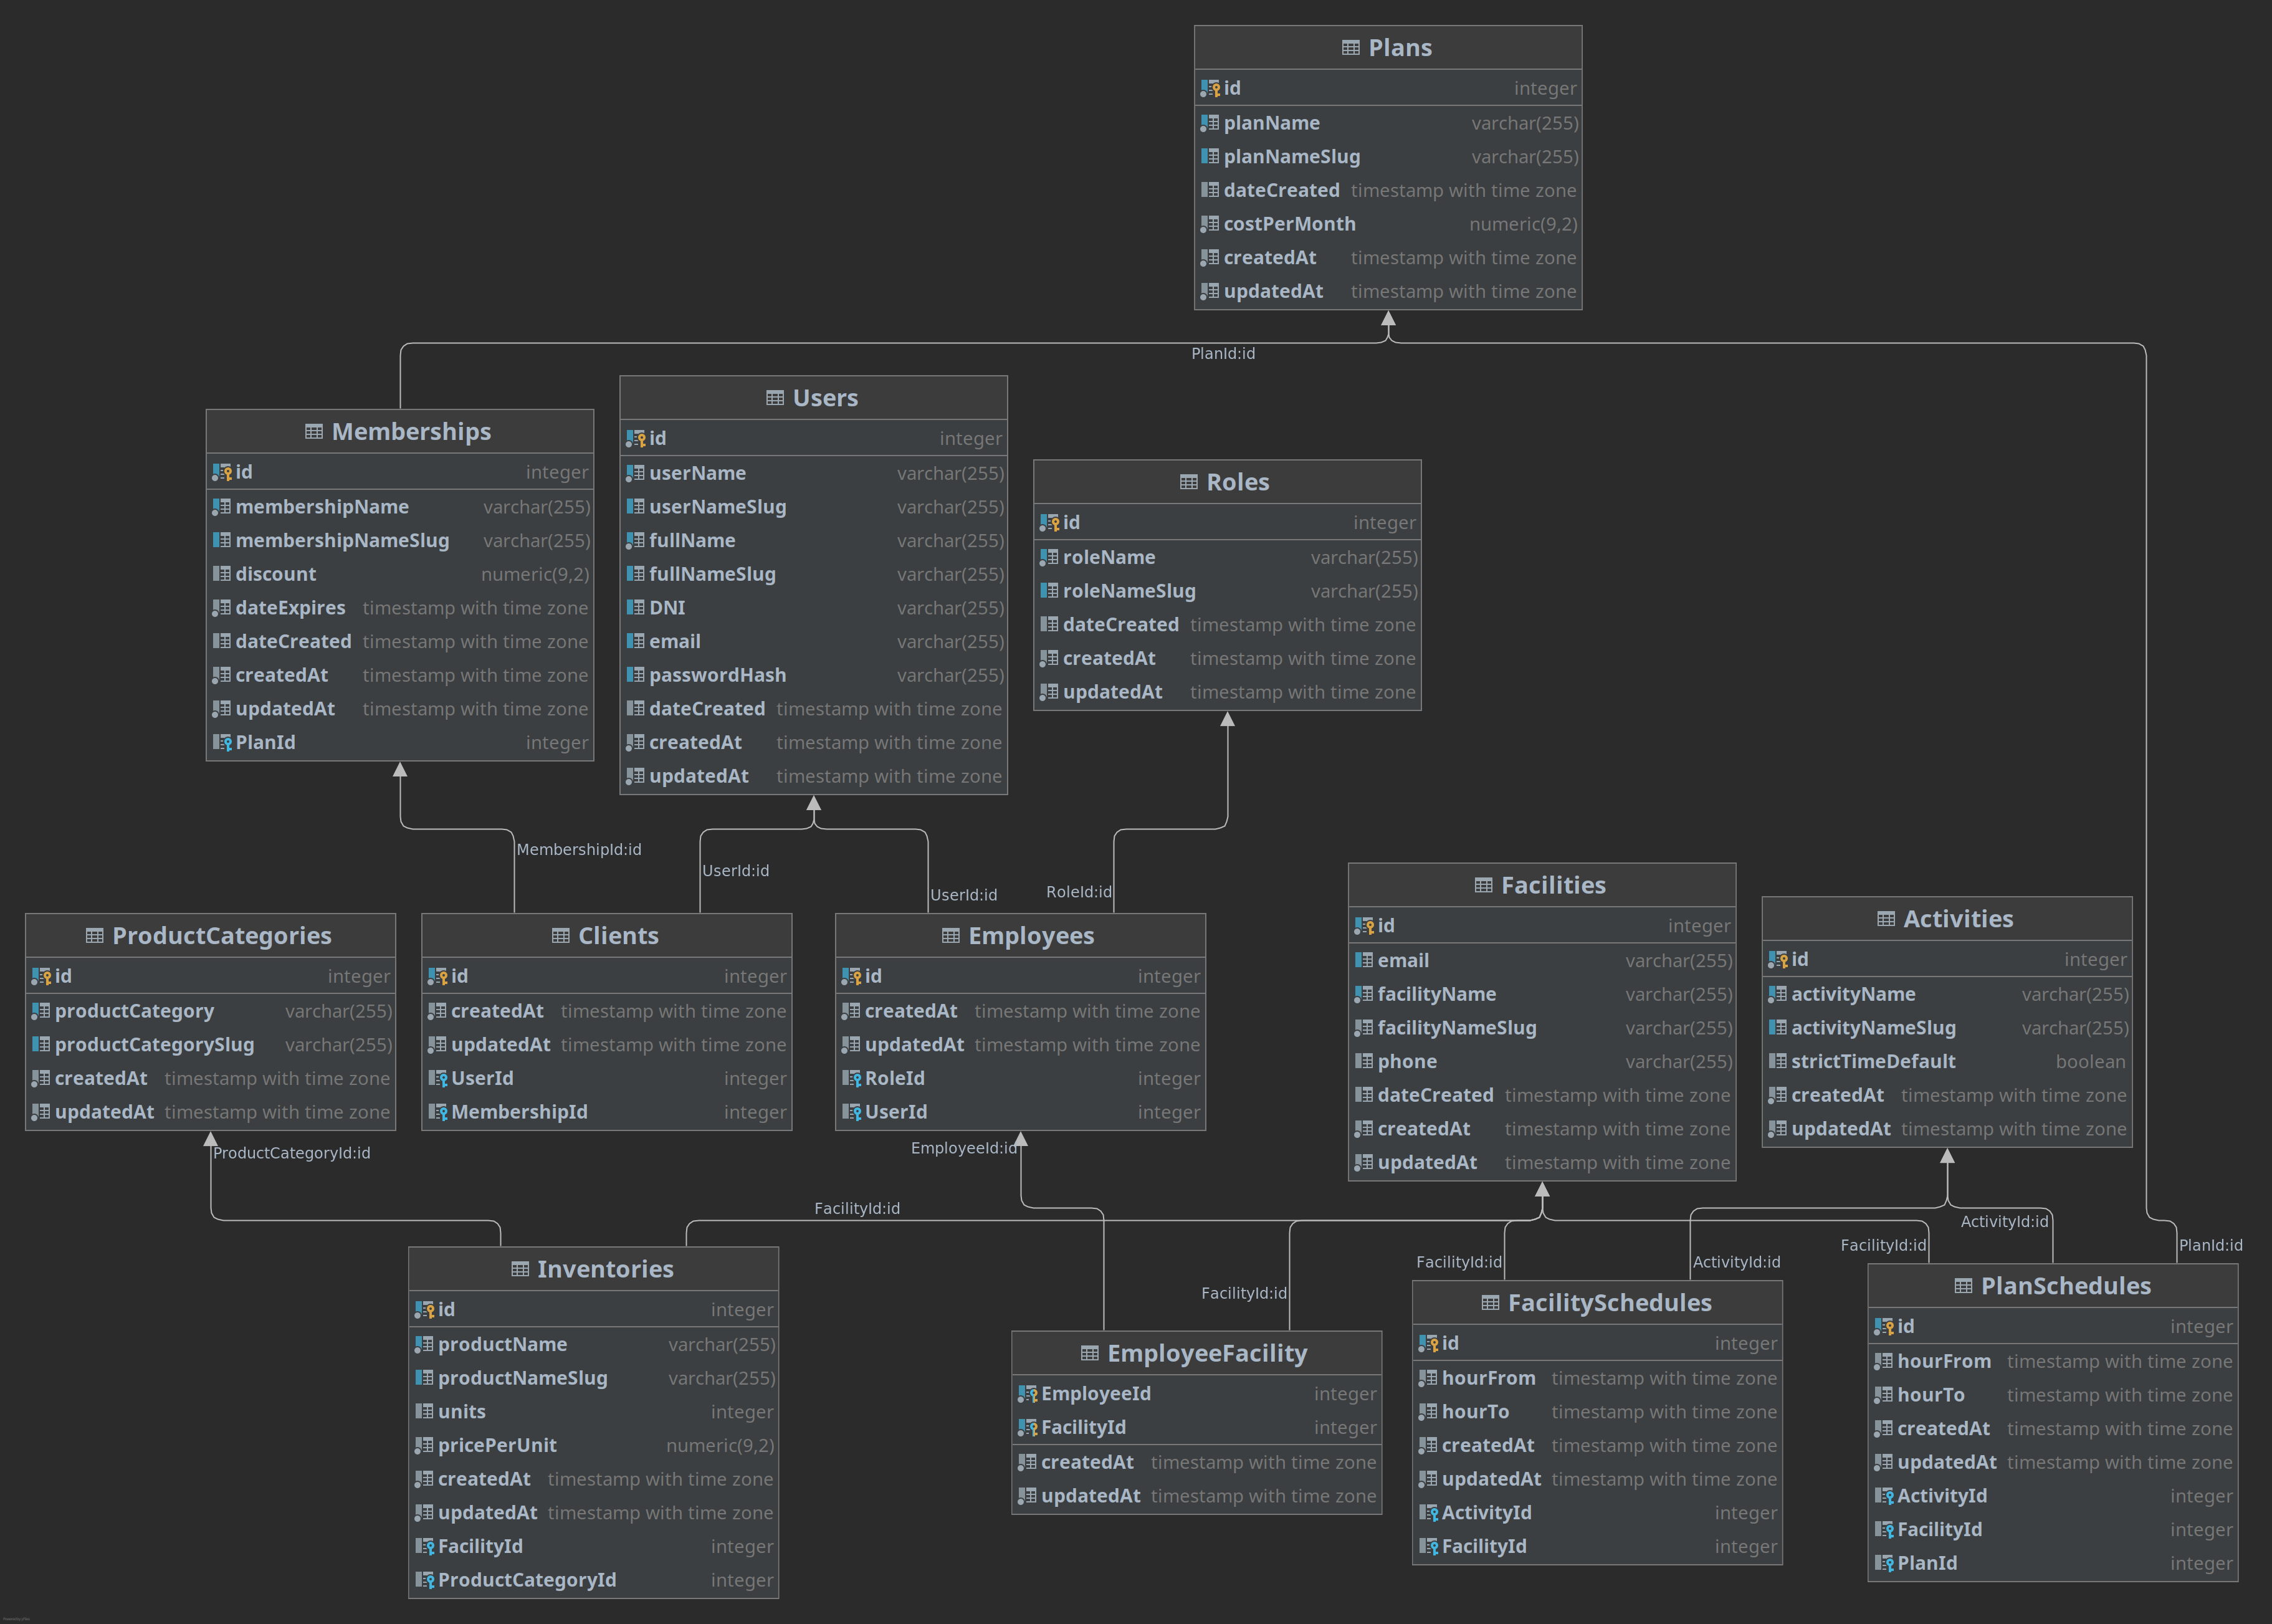 Plans
id integer
planName varchar(255)
planNameSlug varchar(255)
dateCreated timestamp with time zone
costPerMonth numeric(9,2)
createdAt timestamp with time zone
updatedAt timestamp with time zone
PlanId:id
Memberships
id integer
membershipName varchar(255)
membershipNameSlug varchar(255)
discount numeric(9,2)
dateExpires timestamp with time zone
dateCreated timestamp with time zone
createdAt timestamp with time zone
updatedAt timestamp with time zone
PlanId integer
Users
id integer
userName varchar(255)
userNameSlug varchar(255)
fullName varchar(255)
fullNameSlug varchar(255)
DNI varchar(255)
email varchar(255)
passwordHash varchar(255)
dateCreated timestamp with time zone
createdAt timestamp with time zone
updatedAt timestamp with time zone
Roles
id integer
roleName varchar(255)
roleNameSlug varchar(255)
dateCreated timestamp with time zone
createdAt timestamp with time zone
updatedAt timestamp with time zone
MembershipId:id
UserId:id
UserId:id
RoleId:id
ProductCategories
id integer
productCategory varchar(255)
productCategorySlug varchar(255)
createdAt timestamp with time zone
updatedAt timestamp with time zone
Clients
id integer
createdAt timestamp with time zone
updatedAt timestamp with time zone
UserId integer
MembershipId integer
Employees
id integer
createdAt timestamp with time zone
updatedAt timestamp with time zone
RoleId integer
UserId integer
Facilities
id integer
email varchar(255)
facilityName varchar(255)
facilityNameSlug varchar(255)
phone varchar(255)
dateCreated timestamp with time zone
createdAt timestamp with time zone
updatedAt timestamp with time zone
Activities
id integer
activityName varchar(255)
activityNameSlug varchar(255)
strictTimeDefault boolean
createdAt timestamp with time zone
updatedAt timestamp with time zone
ProductCategoryId:id
EmployeeId:id
FacilityId:id
FacilityId:id
FacilityId:id
ActivityId:id
FacilityId:id
ActivityId:id
PlanId:id
Inventories
id integer
productName varchar(255)
productNameSlug varchar(255)
units integer
pricePerUnit numeric(9,2)
createdAt timestamp with time zone
updatedAt timestamp with time zone
FacilityId integer
ProductCategoryId integer
EmployeeFacility
EmployeeId integer
FacilityId integer
createdAt timestamp with time zone
updatedAt timestamp with time zone
FacilitySchedules
id integer
hourFrom timestamp with time zone
hourTo timestamp with time zone
createdAt timestamp with time zone
updatedAt timestamp with time zone
ActivityId integer
FacilityId integer
PlanSchedules
id integer
hourFrom timestamp with time zone
hourTo timestamp with time zone
createdAt timestamp with time zone
updatedAt timestamp with time zone
ActivityId integer
FacilityId integer
PlanId integer